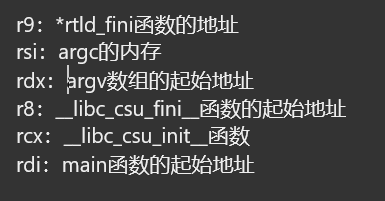 r9：*rtld_fini函数的地址
rsi：argc的内存
rdx：argv数组的起始地址
r8：__libc_csu_fini__函数的起始地址
rcx：__libc_csu_init__函数
rdi：main函数的起始地址